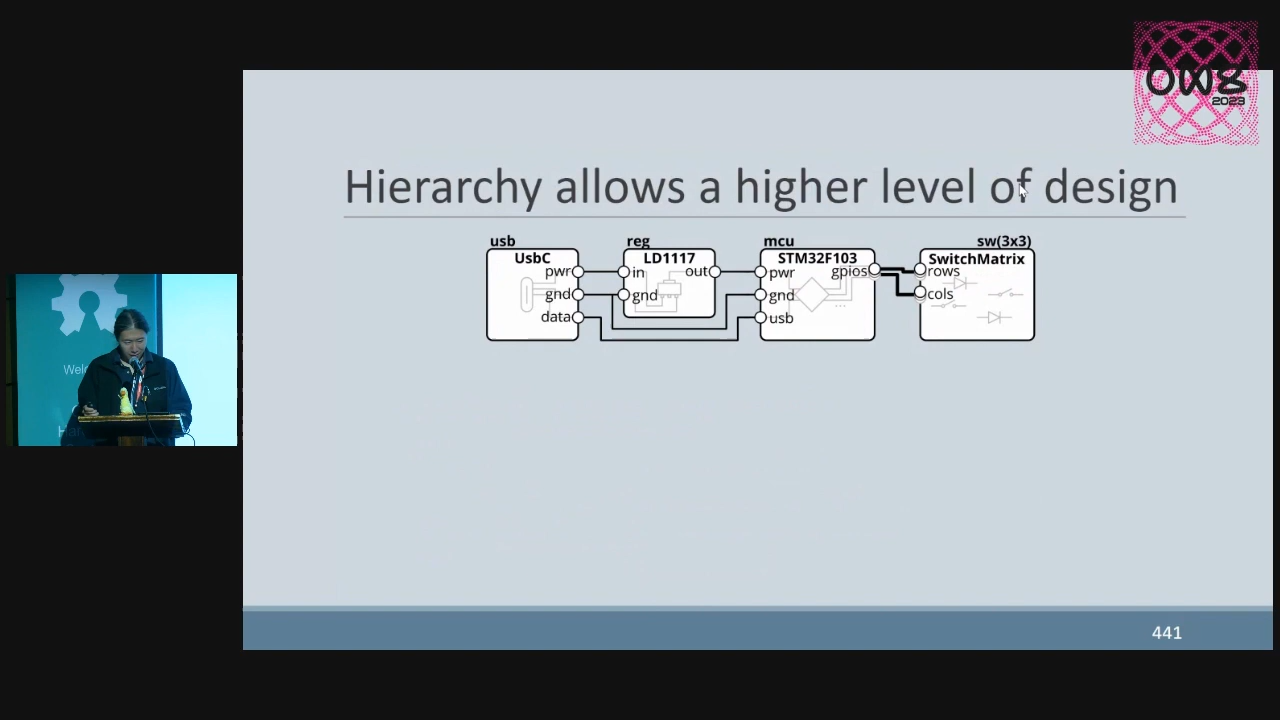 OWg
2023
Hierarchy allows a higher level of design
usb
reg
mcu
sw(3x3)
UsbC
LD1117
STM32F103
SwitchMatrix
pwr
in
out
pwr
gpios
rows
gnd
gnd
gnd
cols
data
usb
...
441